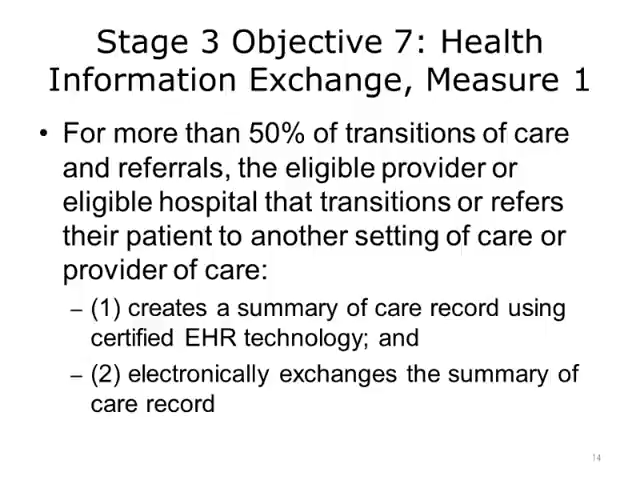 Stage 3 Objective 7: Health
Information Exchange, Measure 1
• For more than 50% of transitions of care
and referrals, the eligible provider or
eligible hospital that transitions or refers
their patient to another setting of care or
provider of care:
– (1) creates a summary of care record using
certified EHR technology; and
– (2) electronically exchanges the summary of
care record
14